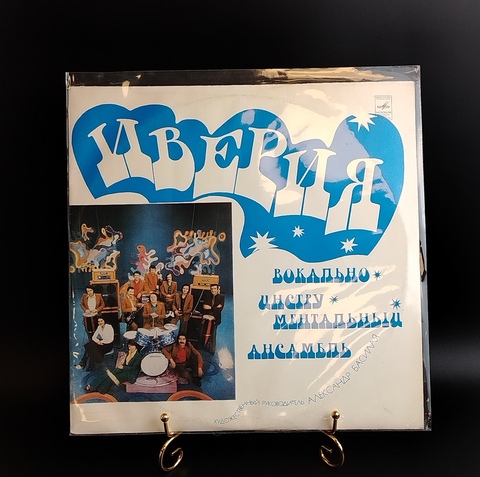 ИВЕРИЯ
ВОКАЛЬНО
ИНСТРУ
МЕНТАЛЬНЫЙ
АНСАМБЛЬ
ХУДОЖЕСТВЕННЫЙ РУКОВОДИТЕЛЬ АЛЕКСАНДР БАСИЛАЯ